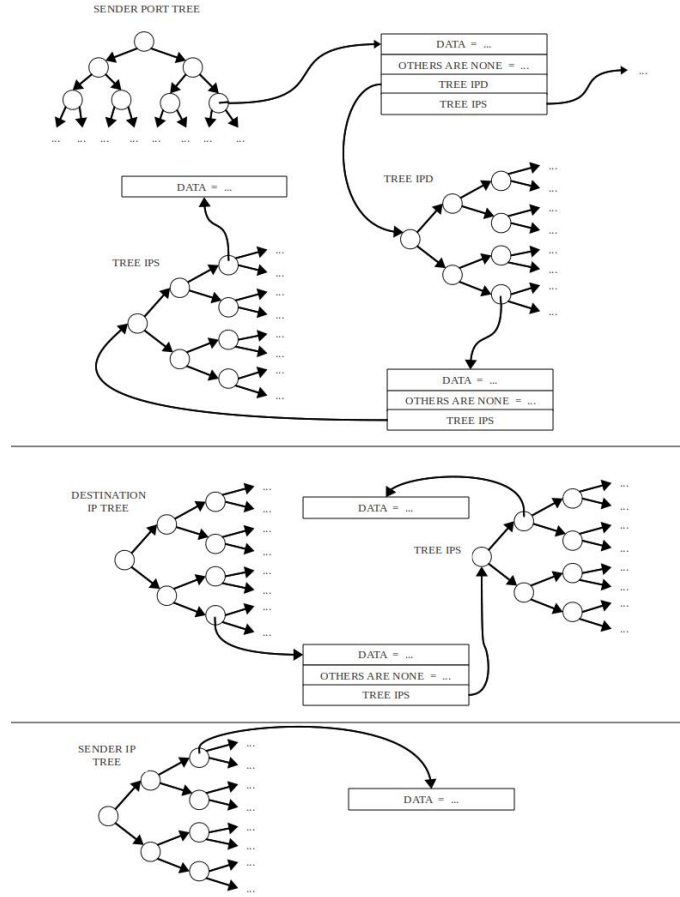 SENDER PORT TREE
DATA = ...
OTHERS ARE NONE = ...
TREE IPD
TREE IPS
...
... ... ... ... ... ... ... ...
DATA = ...
TREE IPD
...
...
...
...
...
...
...
...
TREE IPS
...
...
...
...
...
...
...
...
DATA = ...
OTHERS ARE NONE = ...
TREE IPS
DESTINATION
IP TREE
...
...
...
...
...
...
...
...
DATA = ...
TREE IPS
...
...
...
...
...
...
...
...
DATA = ...
OTHERS ARE NONE = ...
TREE IPS
SENDER IP
TREE
...
...
...
...
...
...
...
...
DATA = ...